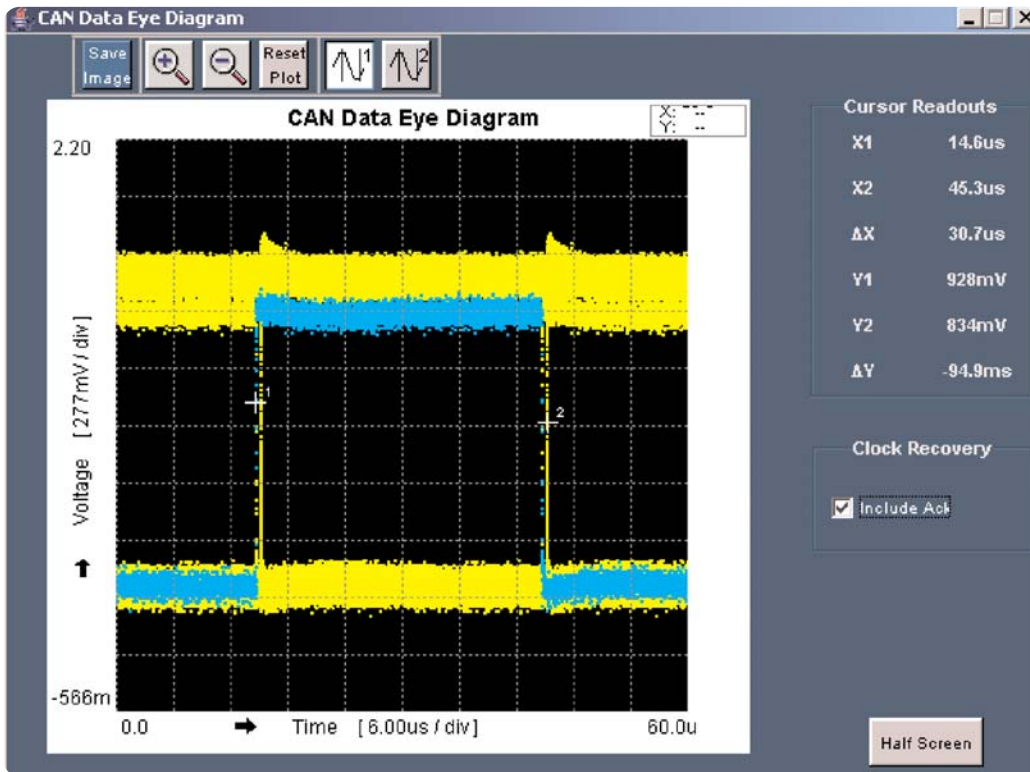 CAN Data Eye Diagram
Save Image
Reset Plot
1
2
CAN Data Eye Diagram
X: --.-
Y: --
2.20
Voltage [ 277mV / div ]
-566m
1
2
0.0
Time [ 6.00us / div ]
60.0u
Cursor Readouts
X1 14.6us
X2 45.3us
ΔX 30.7us
Y1 928mV
Y2 834mV
ΔY -94.9ms
Clock Recovery
Include Ack
Half Screen